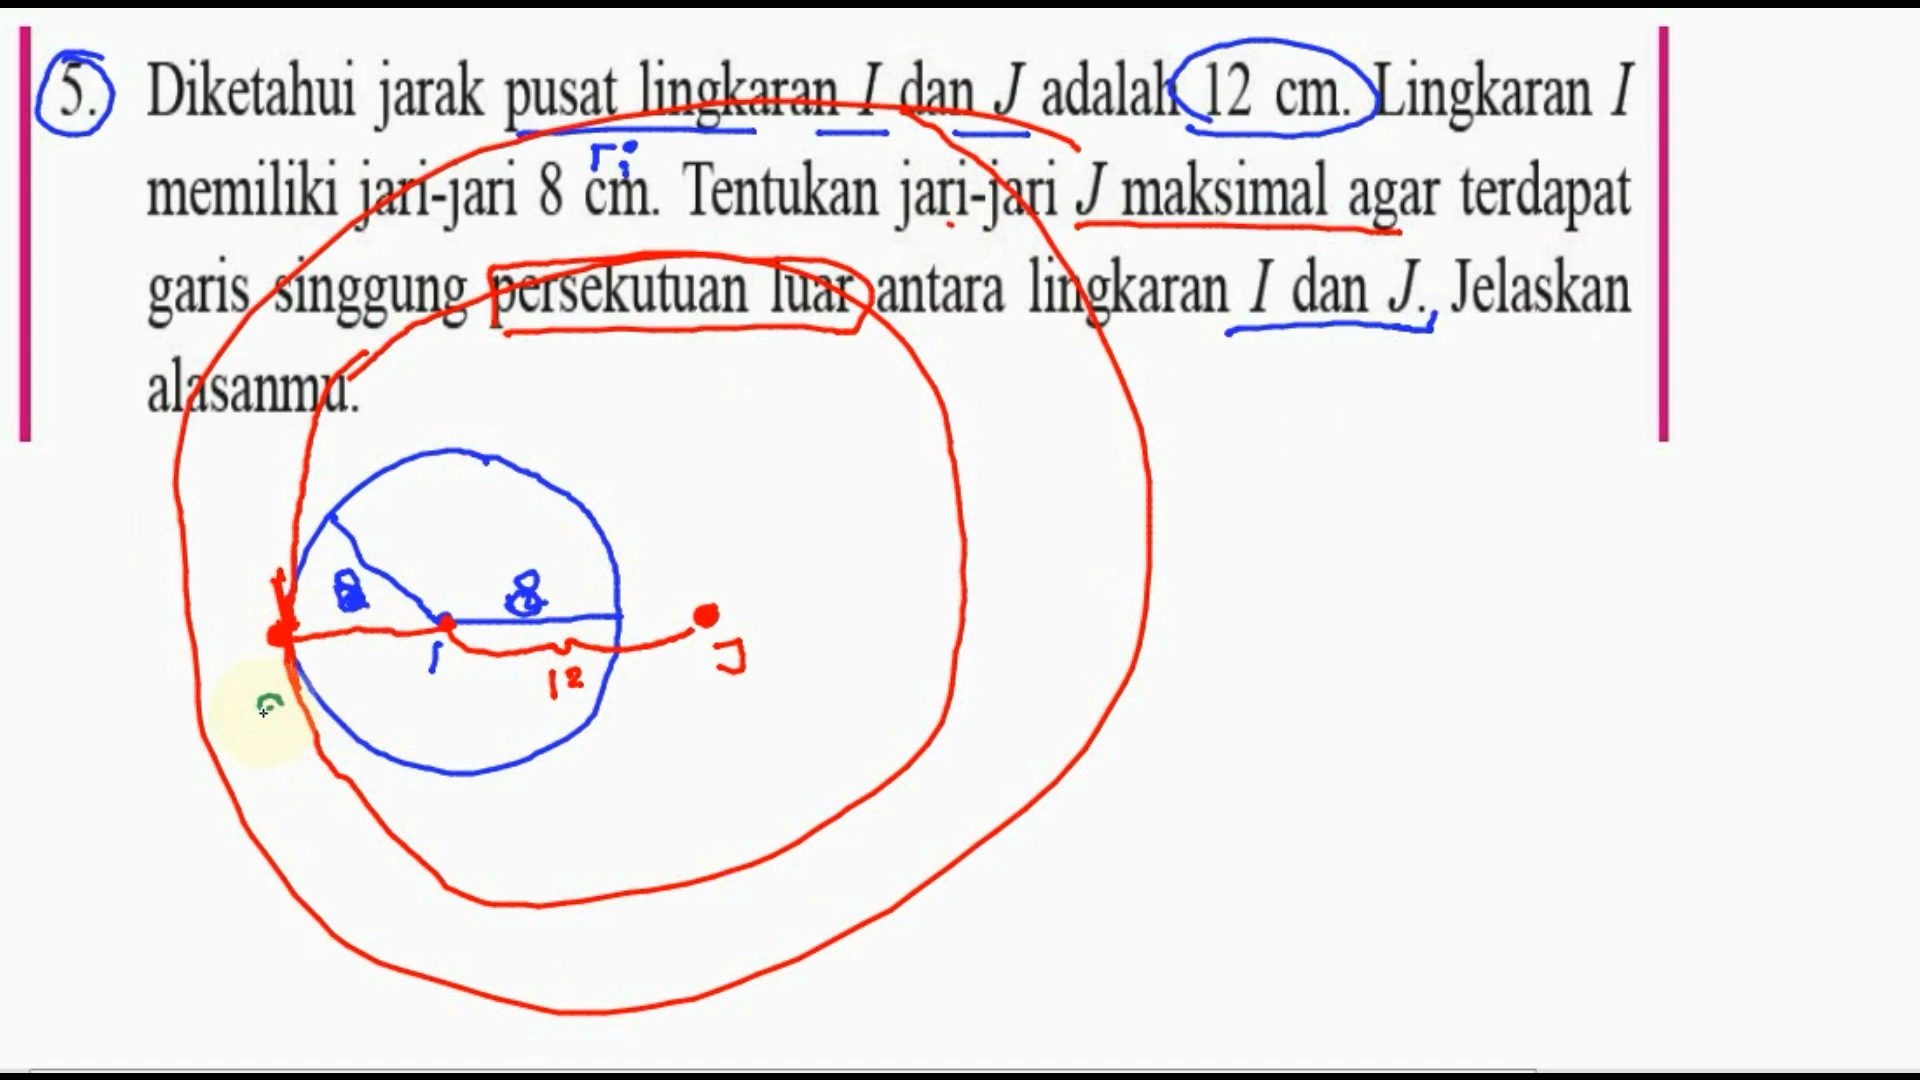 5. Diketahui jarak pusat lingkaran I dan J adalah 12 cm. Lingkaran I
memiliki jari-jari 8 cm. Tentukan jari-jari J maksimal agar terdapat
garis singgung persekutuan luar antara lingkaran I dan J. Jelaskan
alasanmu.
8 8
I
12
J